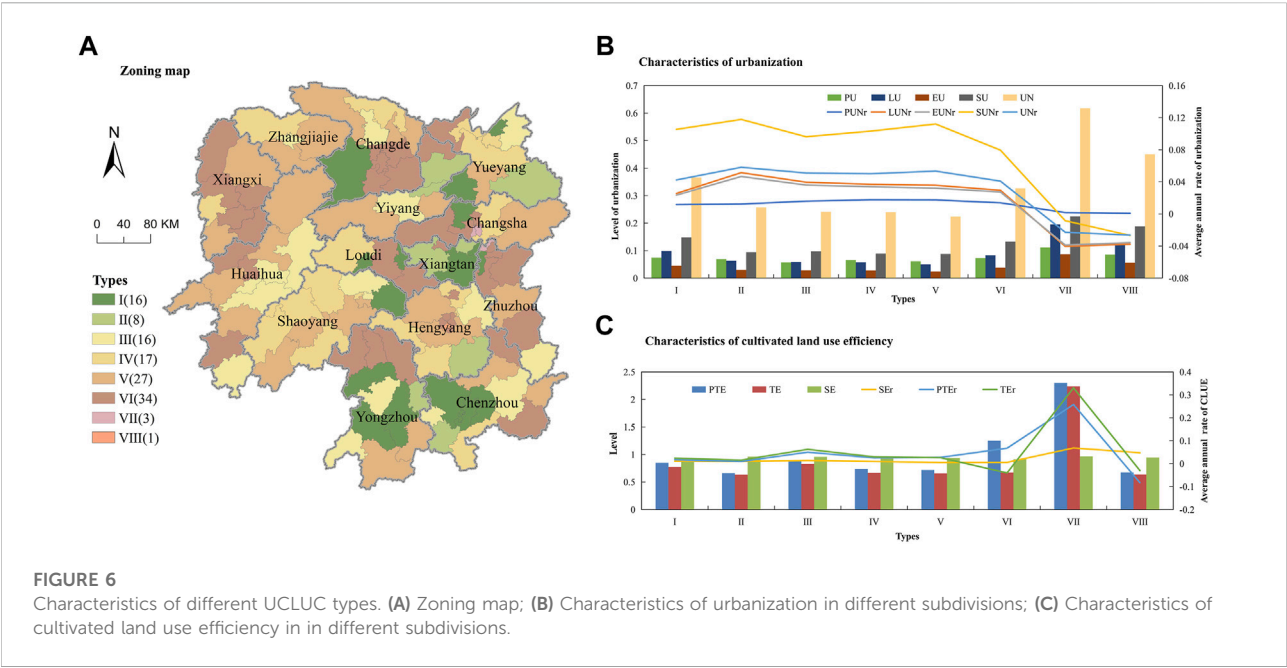 A
Zoning map
N
0 40 80 KM
Zhangjiajie
Changde
Yueyang
Xiangxi
Yiyang
Changsha
Loudi
Xiangtan
Huaihua
Zhuzhou
Shaoyang
Hengyang
Chenzhou
Yongzhou
Types
I(16)
II(8)
III(16)
IV(17)
V(27)
VI(34)
VII(3)
VIII(1)
B
Characteristics of urbanization
PU LU EU SU UN
PUNr LUNr EUNr SUNr UNr
Level of urbanization
0.7
0.6
0.5
0.4
0.3
0.2
0.1
0
Average annual rate of urbanization
0.16
0.12
0.08
0.04
0
-0.04
-0.08
I II III IV V VI VII VIII
Types
C
Characteristics of cultivated land use efficiency
PTE TE SE SEr PTEr TEr
Level
2.5
2
1.5
1
0.5
0
Average annual rate of CLUE
0.4
0.3
0.2
0.1
0
-0.1
-0.2
I II III IV V VI VII VIII
Types
FIGURE 6
Characteristics of different UCLUC types. (A) Zoning map; (B) Characteristics of urbanization in different subdivisions; (C) Characteristics of
cultivated land use efficiency in in different subdivisions.